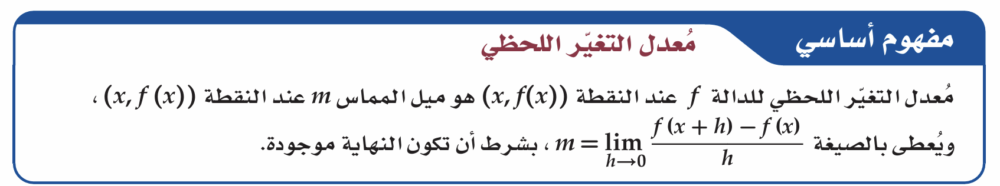 مفهوم أساسي
مُعدل التغيّر اللحظي
مُعدل التغيّر اللحظي للدالة f عند النقطة (x, f(x)) هو ميل المماس m عند النقطة (x, f (x)) ،
ويُعطى بالصيغة m = lim h→0 f (x + h) − f (x) / h ، بشرط أن تكون النهاية موجودة.